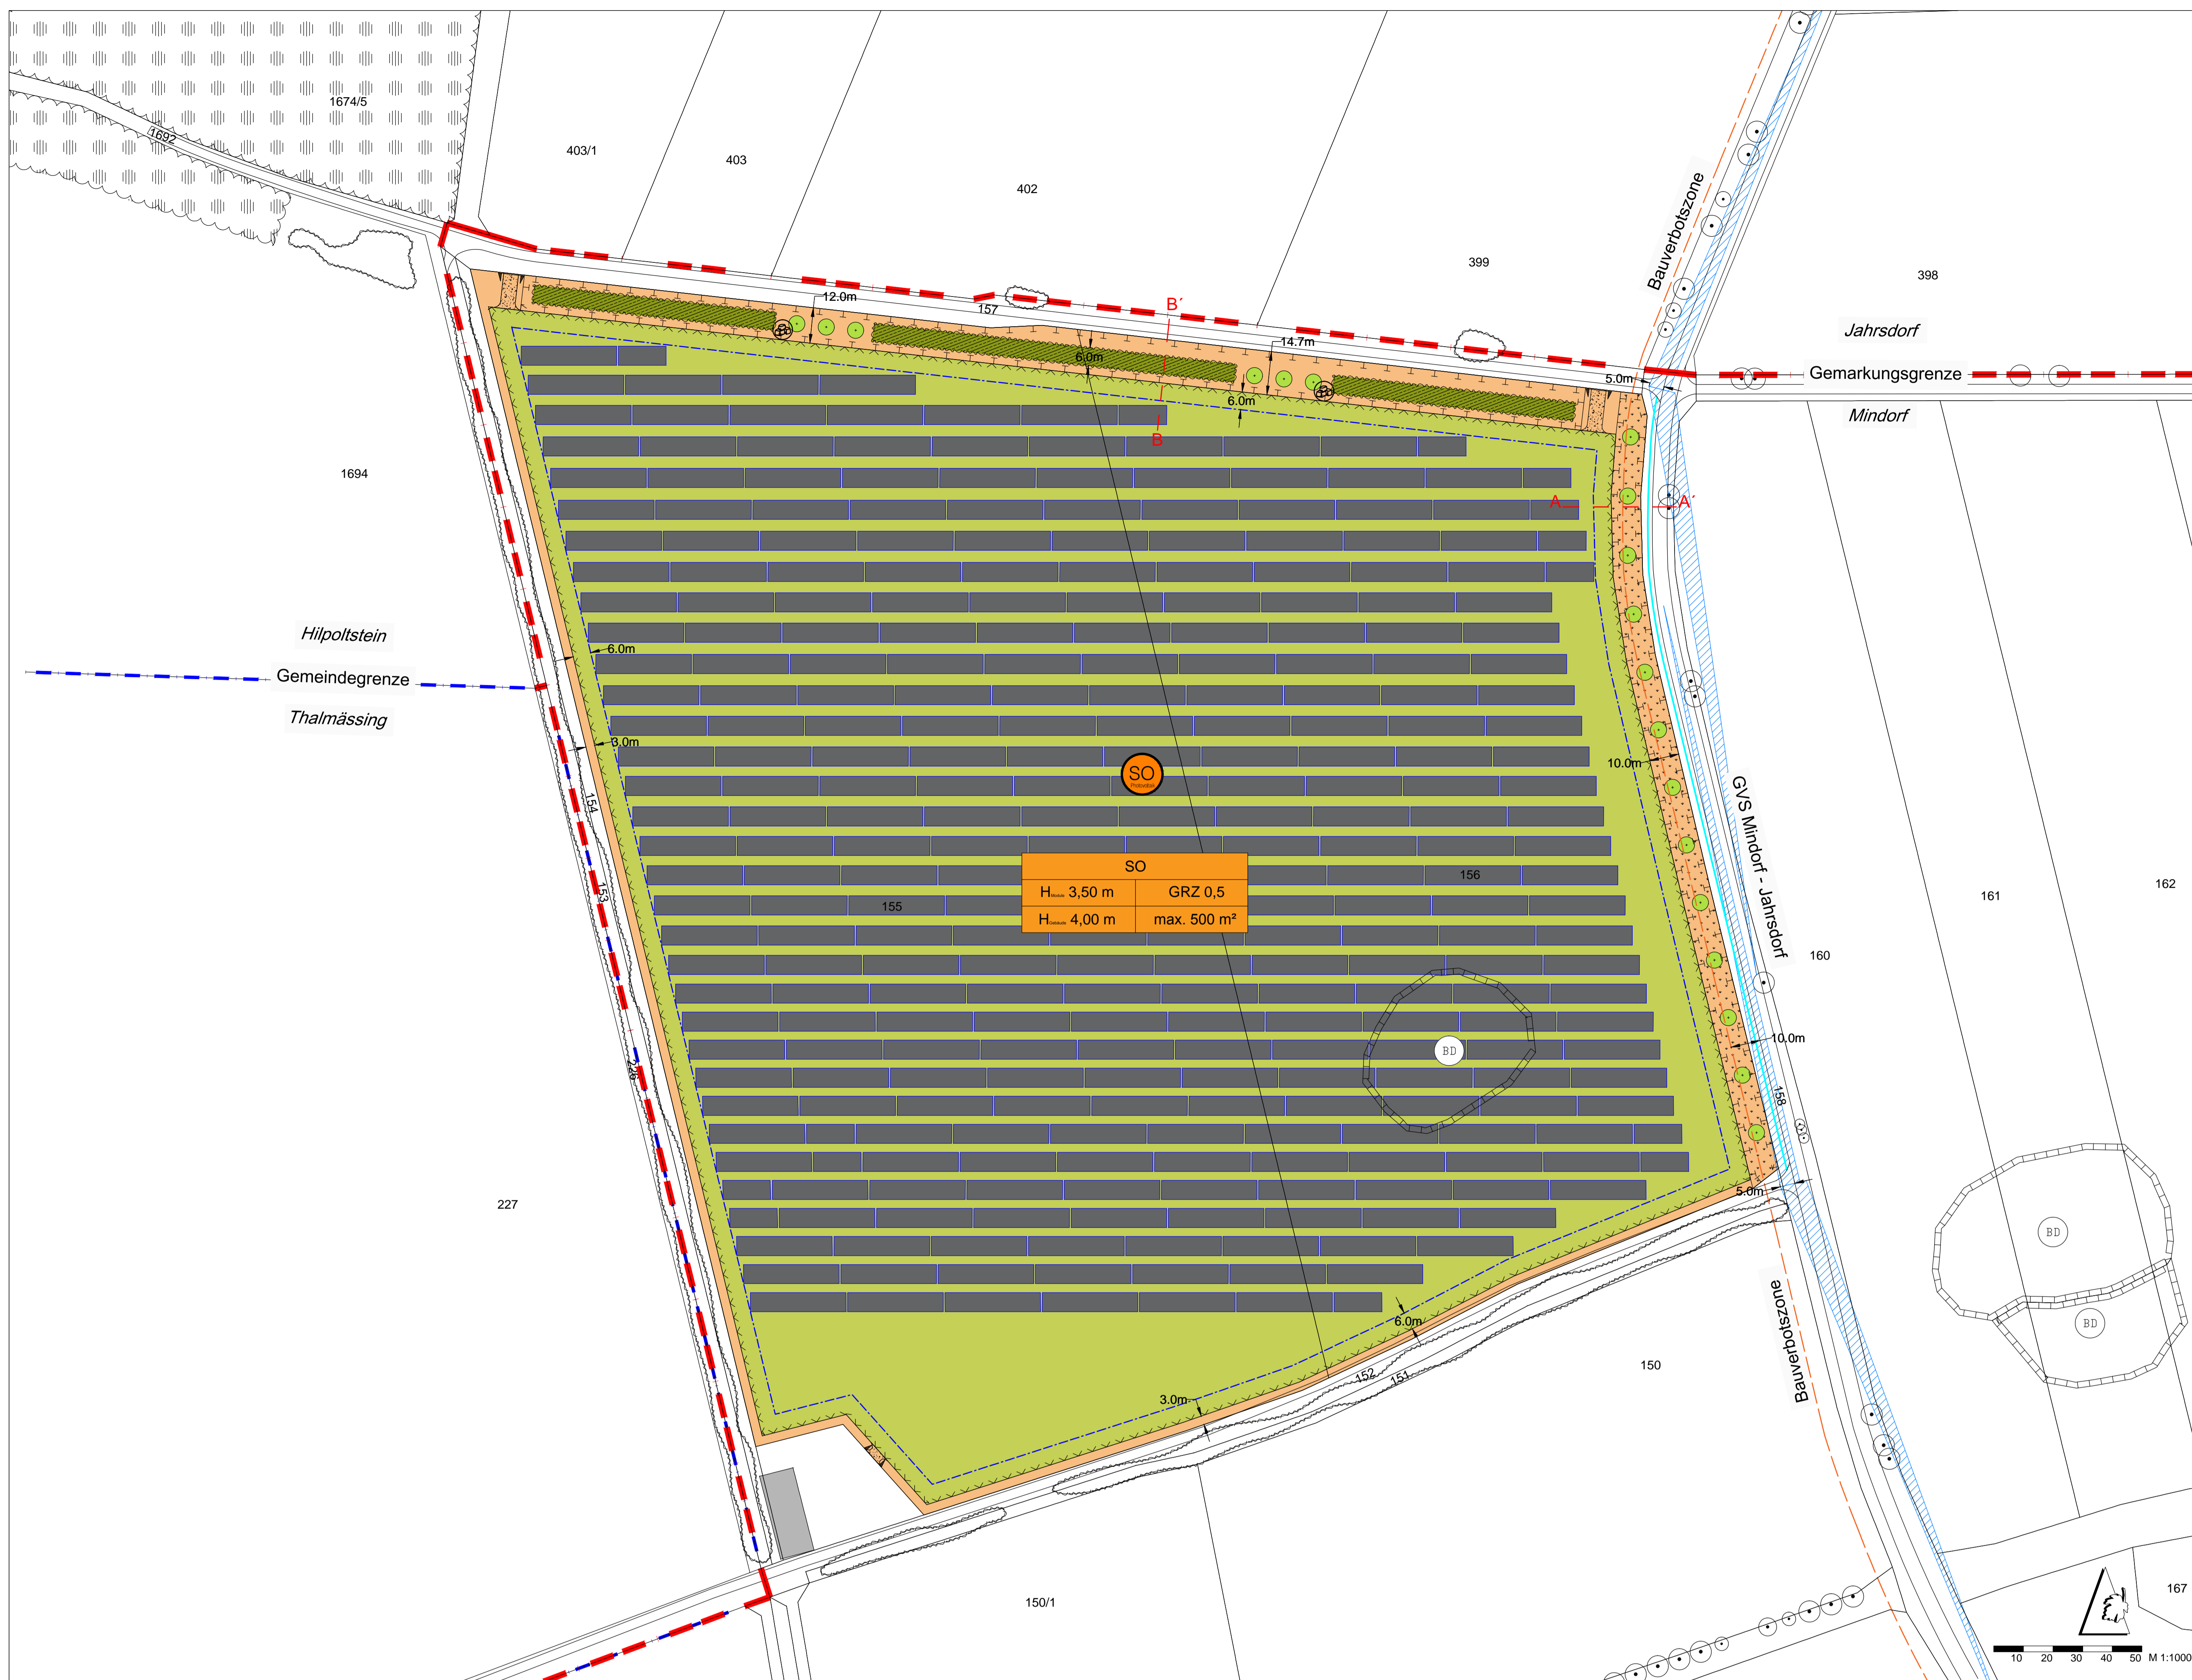 1674/5
1692
403/1
403
402
399
398
Bauverbotszone
Jahrsdorf
Gemarkungsgrenze
Mindorf
12.0m
157
B´
14.7m
6.0m
6.0m
5.0m
B
A
A´
1694
Hilpoltstein
Gemeindegrenze
Thalmässing
6.0m
3.0m
10.0m
SO
Photovoltaik
GVS Mindorf - Jahrsdorf
154
153
226
SO
H Module 3,50 m GRZ 0,5
H Gebäude 4,00 m max. 500 m²
155
156
160
161
162
BD
10.0m
158
5.0m
227
BD
BD
6.0m
3.0m
152
151
150
Bauverbotszone
150/1
167
10 20 30 40 50 M 1:1000